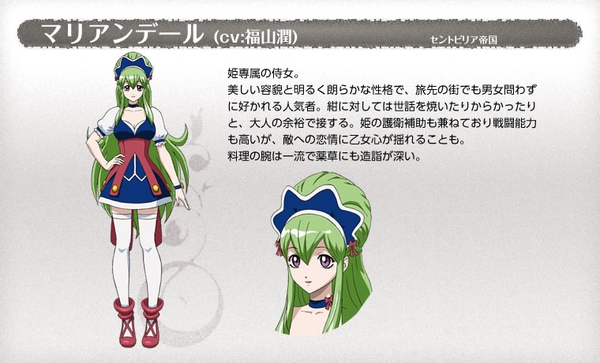 マリアンデール (cv:福山潤)
セントピリア帝国
姫専属の侍女。
美しい容貌と明るく朗らかな性格で、旅先の街でも男女問わず
に好かれる人気者。紺に対しては世話を焼いたりからかったり
と、大人の余裕で接する。姫の護衛補助も兼ねており戦闘能力
も高いが、敵への恋情に乙女心が揺れることも。
料理の腕は一流で薬草にも造詣が深い。